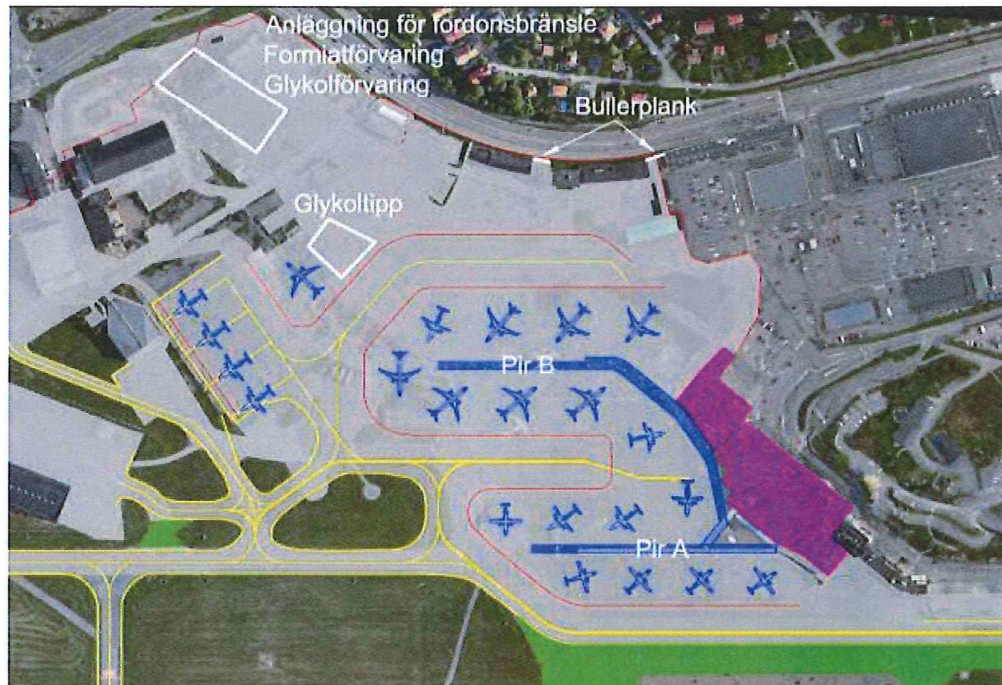 Anläggning för fordonsbränsle
Formiatförvaring
Glykolförvaring
Bullerplank
Glykoltipp
Pir B
Pir A